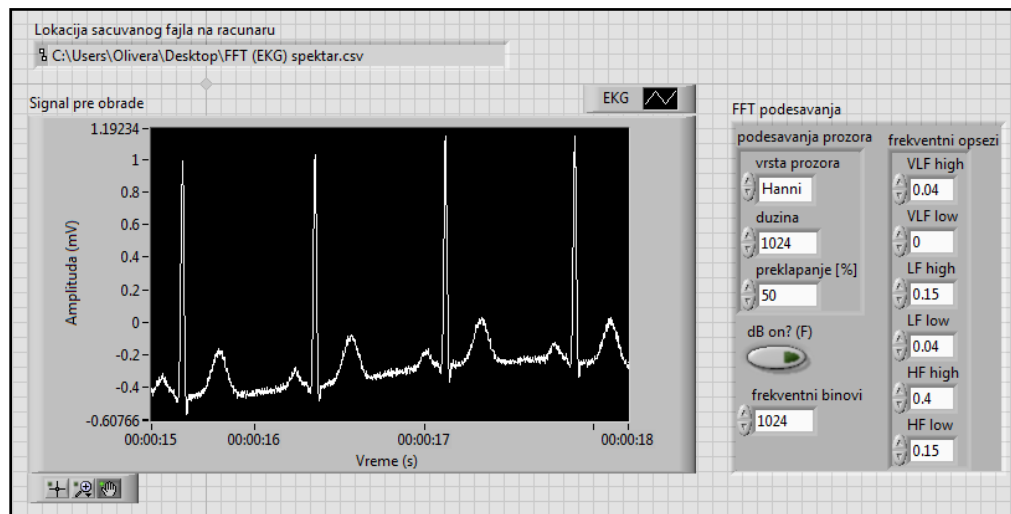 Lokacija sacuvanog fajla na racunaru
C:\Users\Olivera\Desktop\FFT (EKG) spektar.csv
Signal pre obrade
EKG
1.19234
1
0.8
0.6
0.4
0.2
0
-0.2
-0.4
-0.60766
Amplituda (mV)
00:00:15
00:00:16
00:00:17
00:00:18
Vreme (s)
FFT podesavanja
podesavanja prozora
vrsta prozora
Hanni
duzina
1024
preklapanje [%]
50
dB on? (F)
frekventni binovi
1024
frekventni opsezi
VLF high
0.04
VLF low
0
LF high
0.15
LF low
0.04
HF high
0.4
HF low
0.15